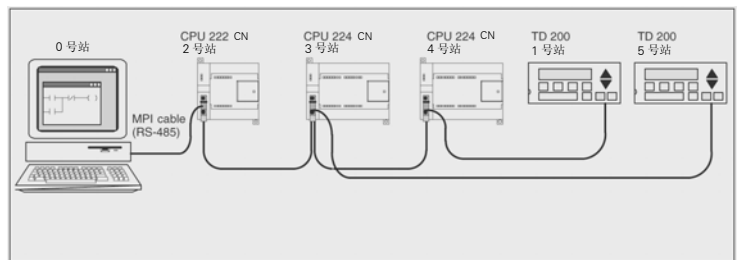 0 号站
CPU 222 CN
2 号站
CPU 224 CN
3 号站
CPU 224 CN
4 号站
TD 200
1 号站
TD 200
5 号站
MPI cable
(RS-485)